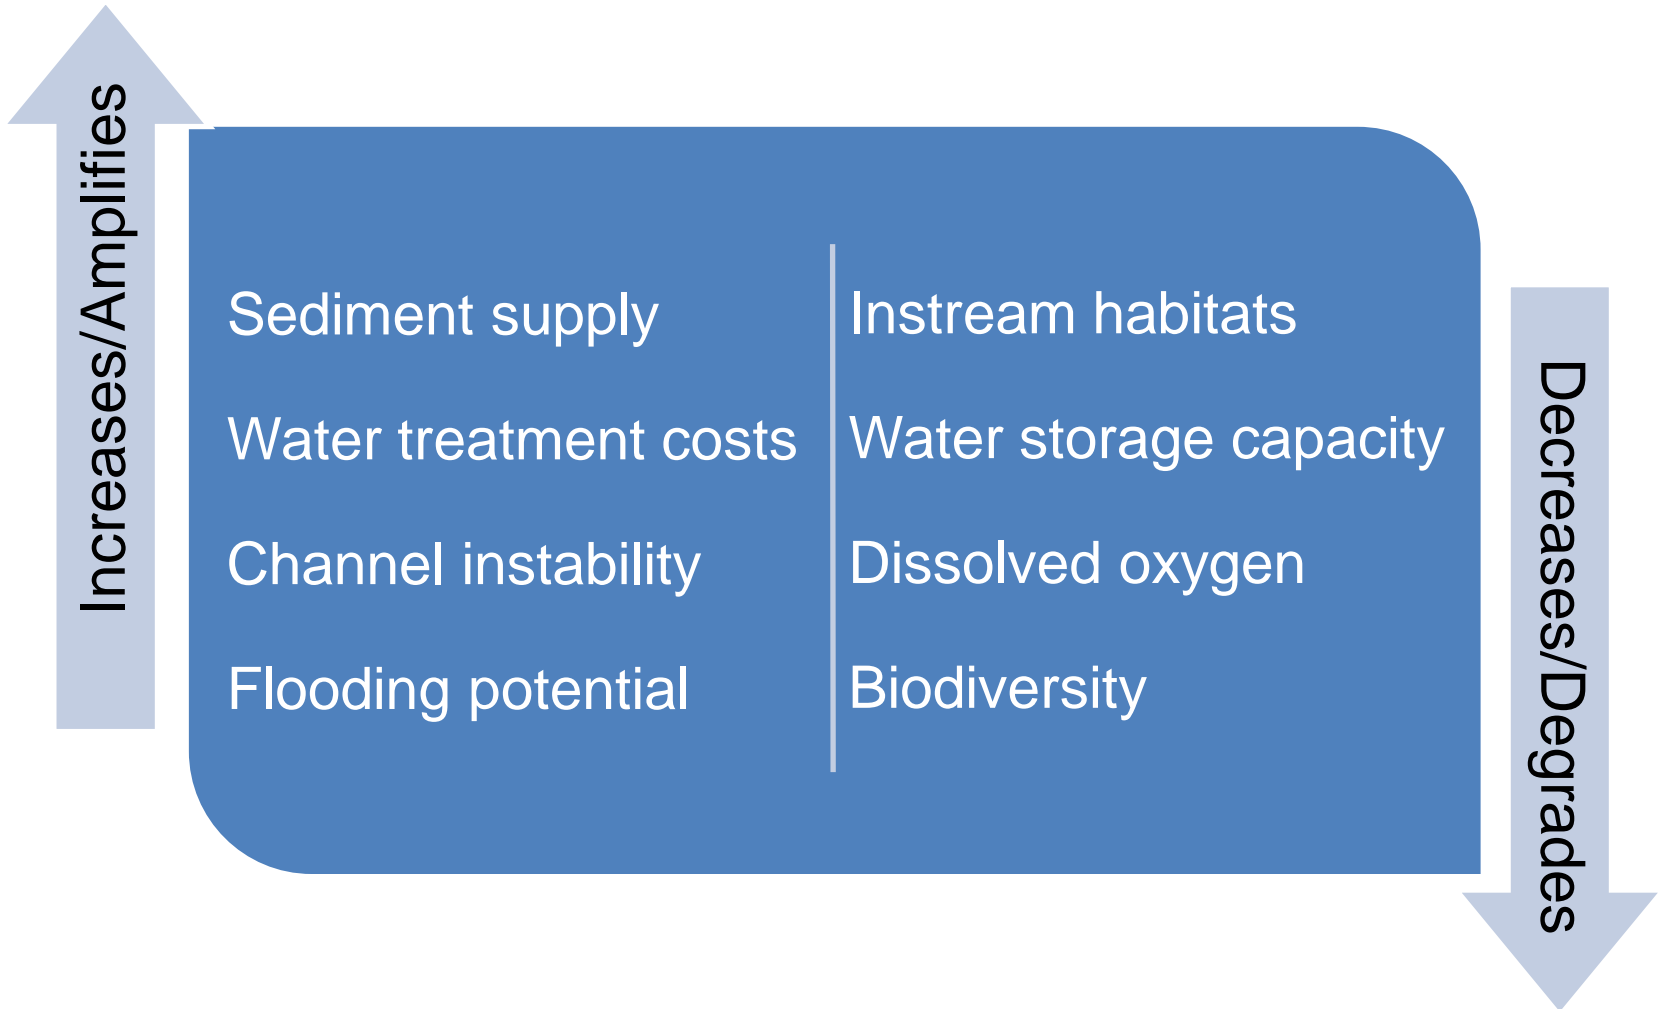 Increases/Amplifies
Sediment supply
Water treatment costs
Channel instability
Flooding potential
Instream habitats
Water storage capacity
Dissolved oxygen
Biodiversity
Decreases/Degrades